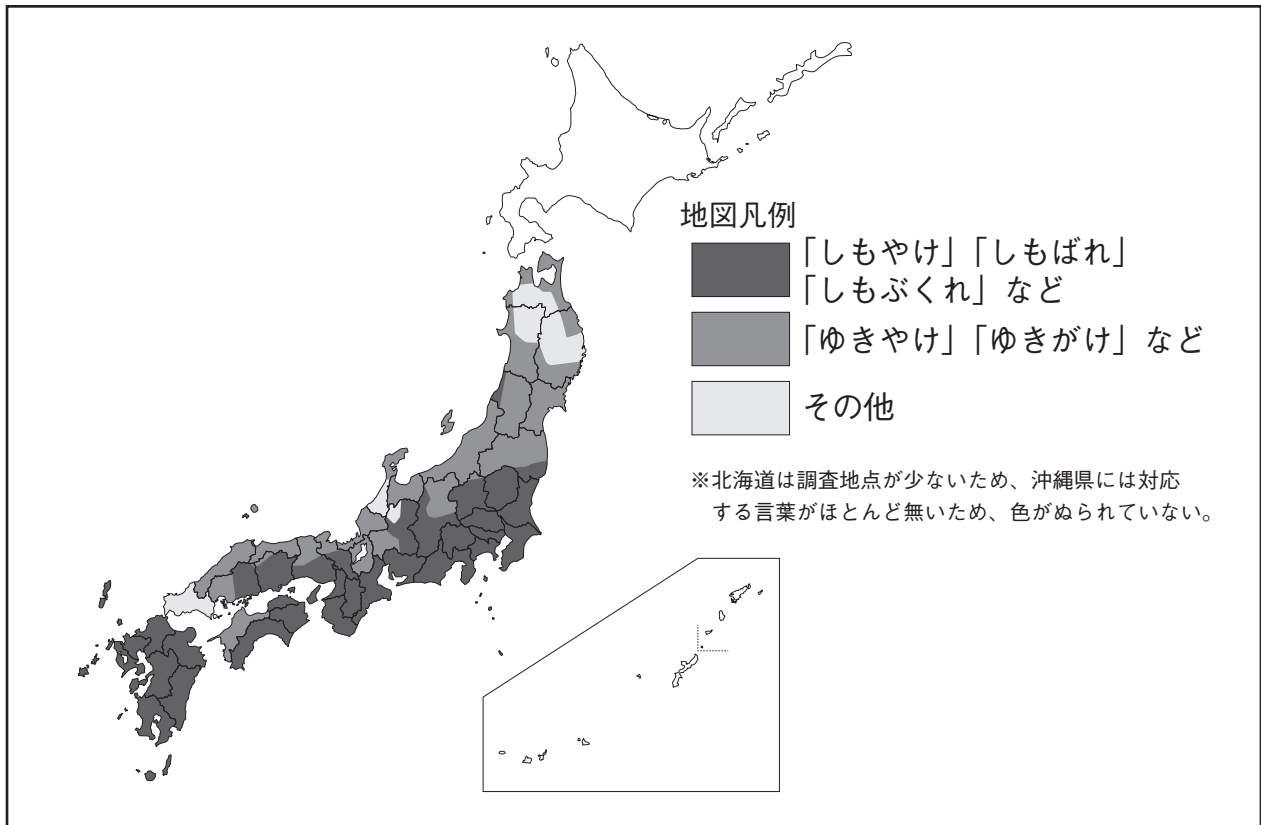 地図凡例
「しもやけ」「しもばれ」
「しもぶくれ」など
「ゆきやけ」「ゆきがけ」など
その他
※北海道は調査地点が少ないため、沖縄県には対応
する言葉がほとんど無いため、色がぬられていない。